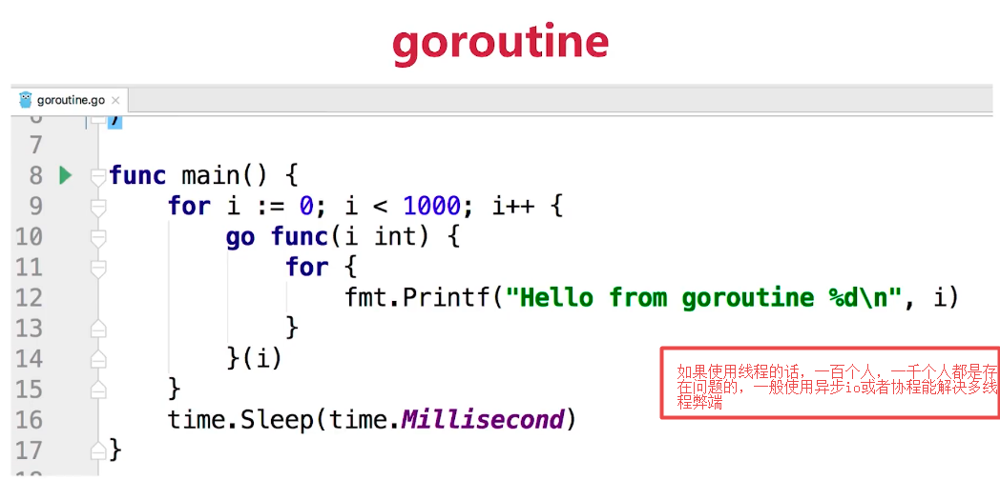 goroutine
goroutine.go
7
8 func main() {
9 for i := 0; i < 1000; i++ {
10 go func(i int) {
11 for {
12 fmt.Printf("Hello from goroutine %d\n", i)
13 }
14 }(i)
15 }
16 time.Sleep(time.Millisecond)
17 }
如果使用线程的话，一百个人，一千个人都是存
在问题的，一般使用异步io或者协程能解决多线
程弊端